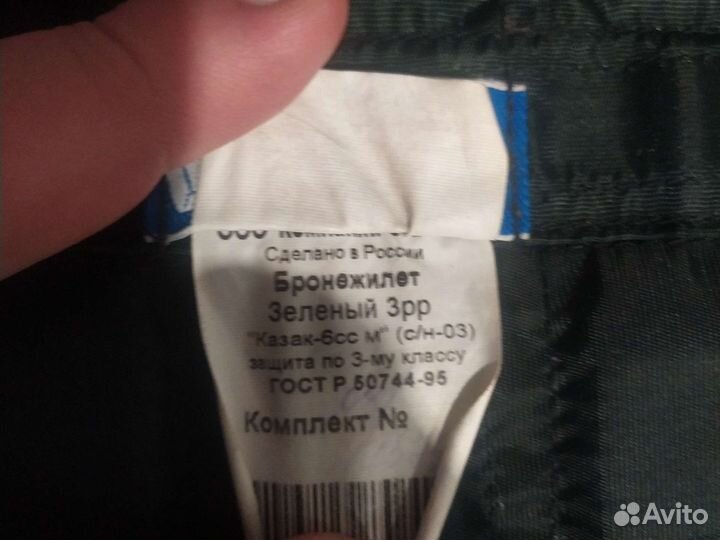 ООО
Сделано в России
Бронежилет
Зеленый 3рр
"Казак-6сс м" (с/н-03)
защита по 3-му классу
ГОСТ Р 50744-95
Комплект №
Avito